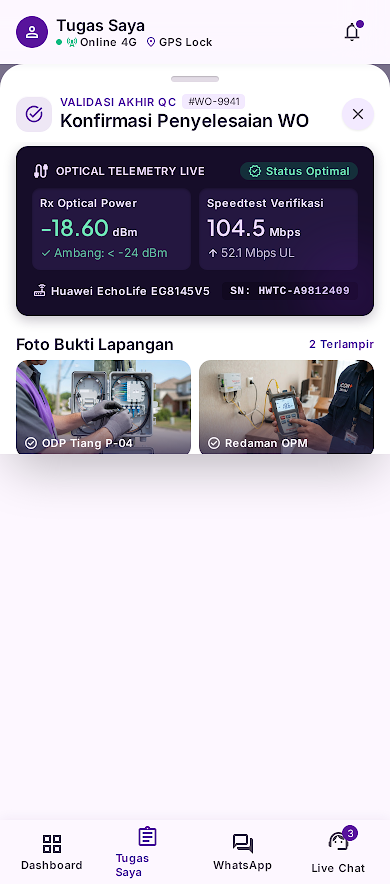 Tugas Saya
Online 4G GPS Lock
VALIDASI AKHIR QC #WO-9941
Konfirmasi Penyelesaian WO
OPTICAL TELEMETRY LIVE Status Optimal
Rx Optical Power
-18.60 dBm
✓ Ambang: < -24 dBm
Speedtest Verifikasi
104.5 Mbps
↑ 52.1 Mbps UL
Huawei EchoLife EG8145V5 SN: HWTC-A9812409
Foto Bukti Lapangan 2 Terlampir
ODP Tiang P-04
Redaman OPM
Dashboard
Tugas Saya
WhatsApp
3
Live Chat